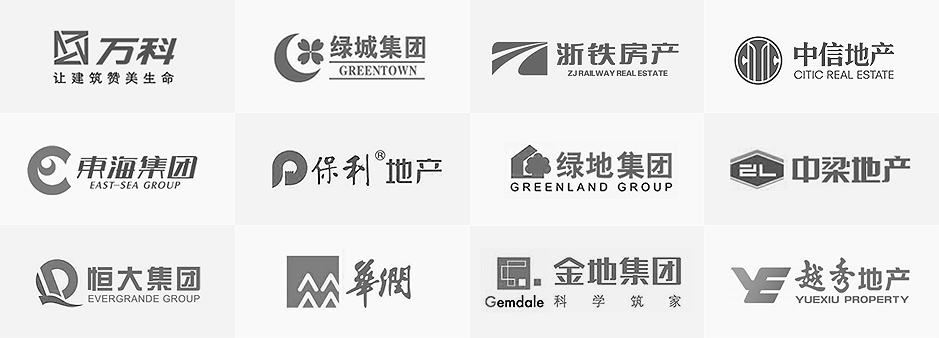 万科
让建筑赞美生命
绿城集团
GREENTOWN
浙铁房产
ZJ RAILWAY REAL ESTATE
CITIC
中信地产
CITIC REAL ESTATE
東海集团
EAST-SEA GROUP
保利®地产
绿地集团
GREENLAND GROUP
ZL
中梁地产
恒大集团
EVERGRANDE GROUP
華潤
金地集团
Gemdale 科学筑家
YE
越秀地产
YUEXIU PROPERTY